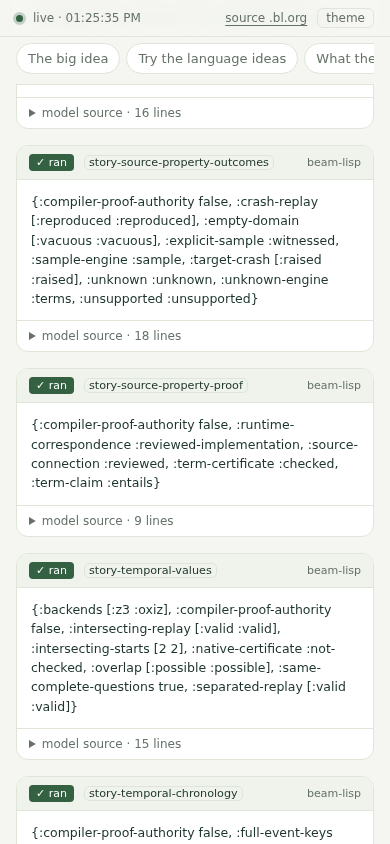 live · 01:25:35 PM
source .bl.org
theme
The big idea
Try the language ideas
What the
▶ model source · 16 lines
✓ ran
story-source-property-outcomes
beam-lisp
{:compiler-proof-authority false, :crash-replay
[:reproduced :reproduced], :empty-domain
[:vacuous :vacuous], :explicit-sample :witnessed,
:sample-engine :sample, :target-crash [:raised
:raised], :unknown :unknown, :unknown-engine
:terms, :unsupported :unsupported}
▶ model source · 18 lines
✓ ran
story-source-property-proof
beam-lisp
{:compiler-proof-authority false, :runtime-
correspondence :reviewed-implementation, :source-
connection :reviewed, :term-certificate :checked,
:term-claim :entails}
▶ model source · 9 lines
✓ ran
story-temporal-values
beam-lisp
{:backends [:z3 :oxiz], :compiler-proof-authority
false, :intersecting-replay [:valid :valid],
:intersecting-starts [2 2], :native-certificate :not-
checked, :overlap [:possible :possible], :same-
complete-questions true, :separated-replay [:valid
:valid]}
▶ model source · 15 lines
✓ ran
story-temporal-chronology
beam-lisp
{:compiler-proof-authority false, :full-event-keys